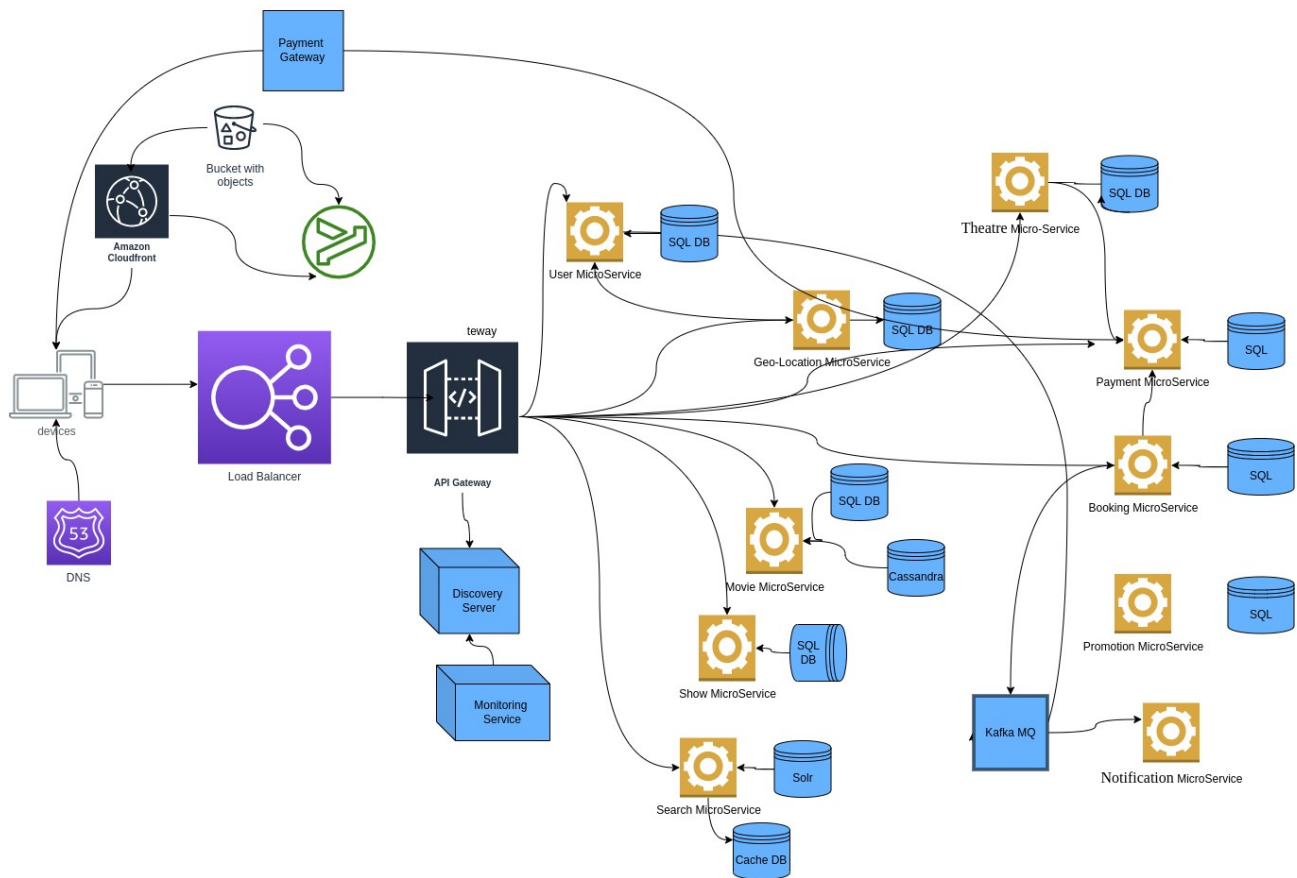 Payment
Gateway
Bucket with
objects
Amazon
Cloudfront
SQL DB
User MicroService
SQL DB
Theatre Micro-Service
SQL DB
Geo-Location MicroService
SQL
Payment MicroService
teway
</>
devices
Load Balancer
API Gateway
53
DNS
Discovery
Server
Monitoring
Service
SQL DB
Cassandra
Movie MicroService
SQL
Booking MicroService
SQL
Promotion MicroService
SQL
DB
Show MicroService
Kafka MQ
Notification MicroService
Solr
Search MicroService
Cache DB